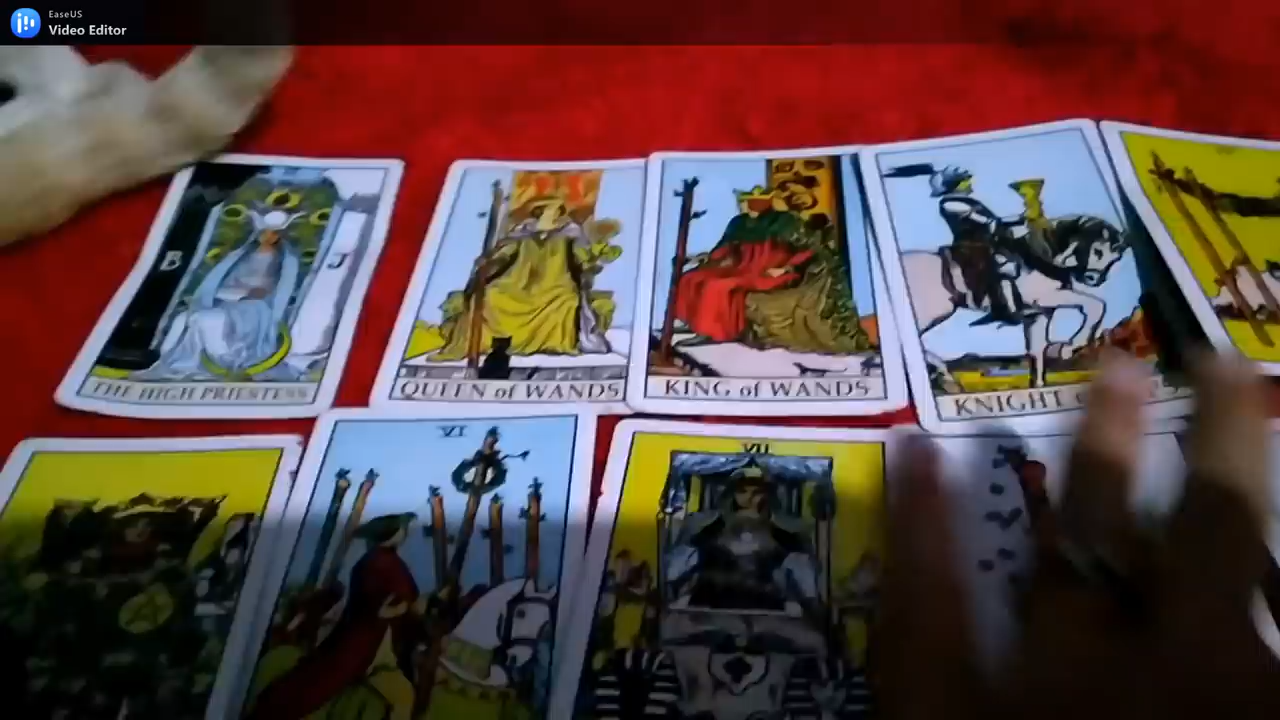 EaseUS
Video Editor
B
J
THE HIGH PRIESTESS
QUEEN of WANDS
KING of WANDS
KNIGHT
VI
VII